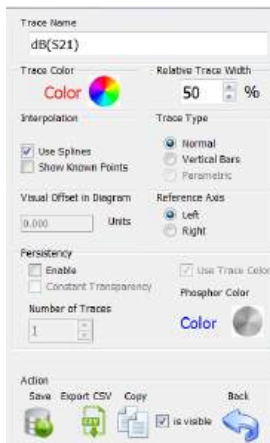 Trace Name
dB(S21)
Trace Color Relative Trace Width
Color 50 %
Interpolation Trace Type
Use Splines Normal
Show Known Points Vertical Bars
Parametric
Visual Offset in Diagram Reference Axis
0.000 Units Left
Right
Persistency
Enable Use Trace Color
Constant Transparency Phosphor Color
Number of Traces Color
1
Action
Save Export CSV Copy Back
CSV is visible